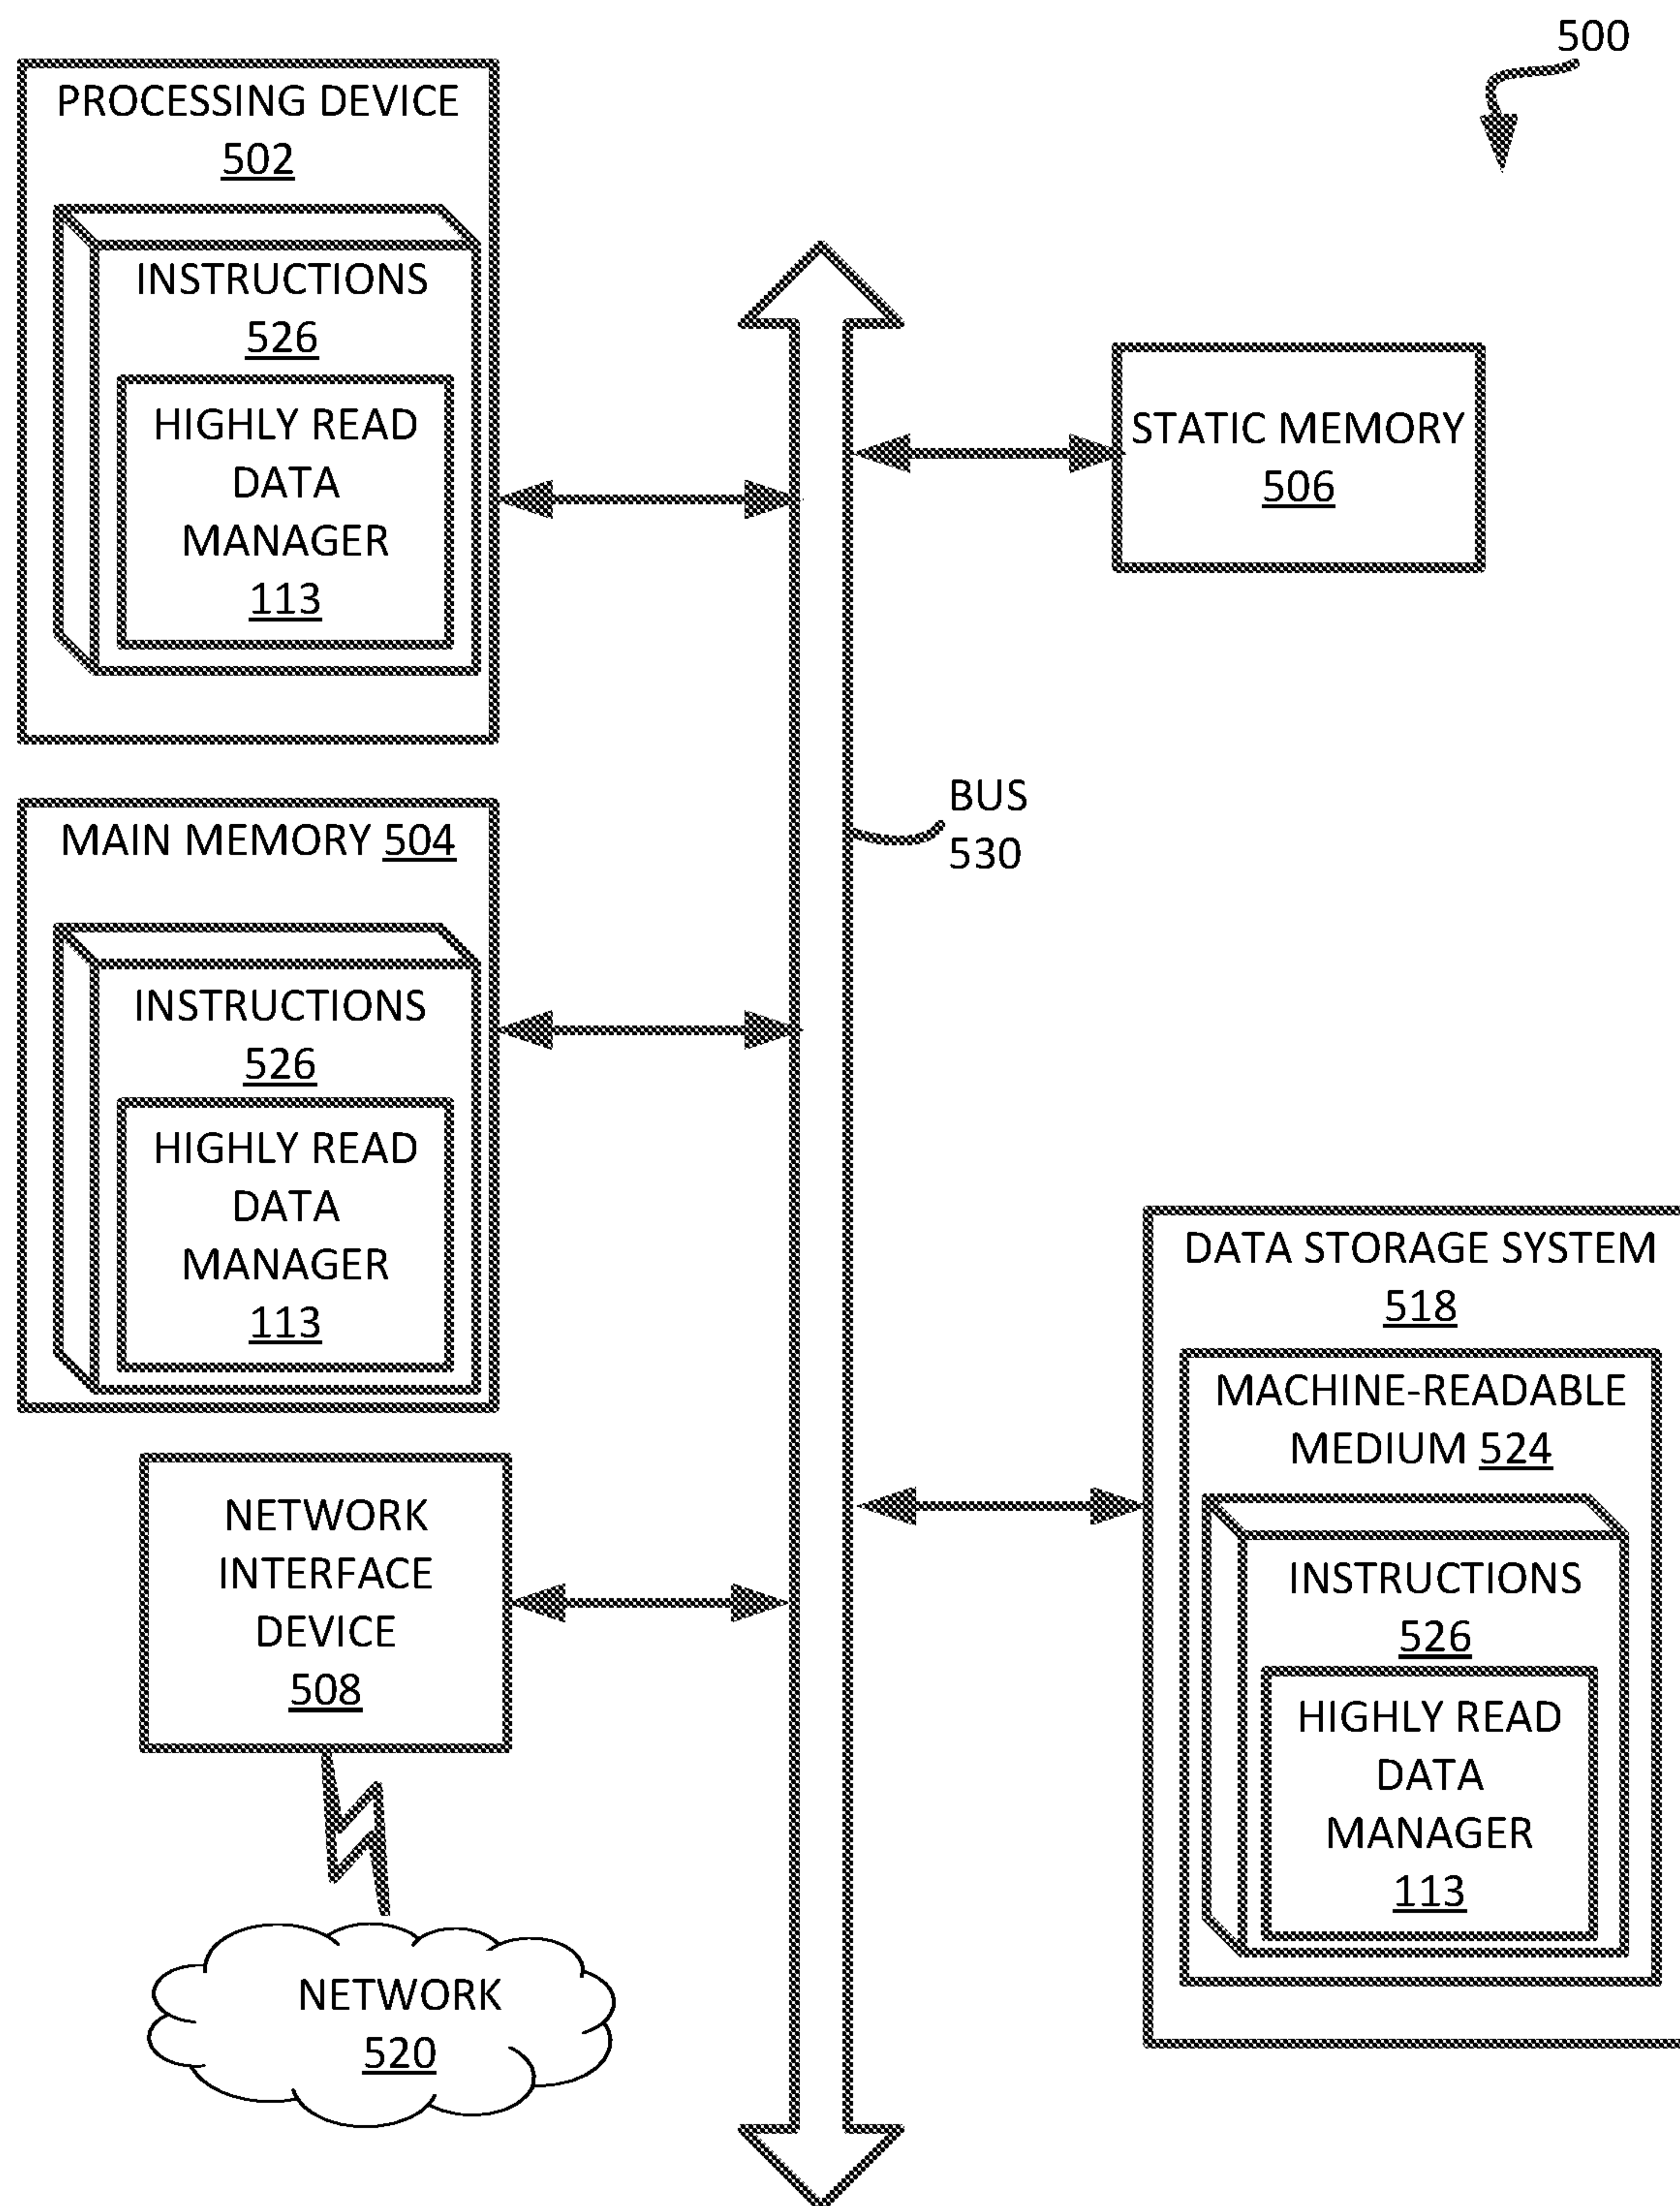 500
PROCESSING DEVICE
502
INSTRUCTIONS
526
HIGHLY READ
DATA
MANAGER
113
STATIC MEMORY
506
BUS
530
MAIN MEMORY 504
INSTRUCTIONS
526
HIGHLY READ
DATA
MANAGER
113
DATA STORAGE SYSTEM
518
MACHINE-READABLE
MEDIUM 524
INSTRUCTIONS
526
HIGHLY READ
DATA
MANAGER
113
NETWORK
INTERFACE
DEVICE
508
NETWORK
520